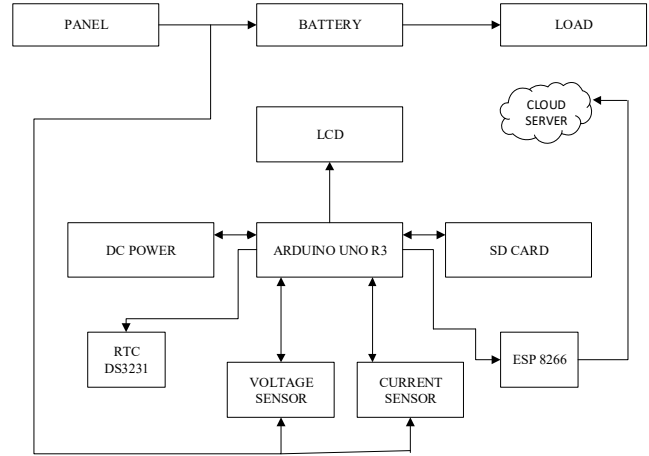 PANEL
BATTERY
LOAD
CLOUD
SERVER
LCD
DC POWER
ARDUINO UNO R3
SD CARD
RTC
DS3231
VOLTAGE
SENSOR
CURRENT
SENSOR
ESP 8266